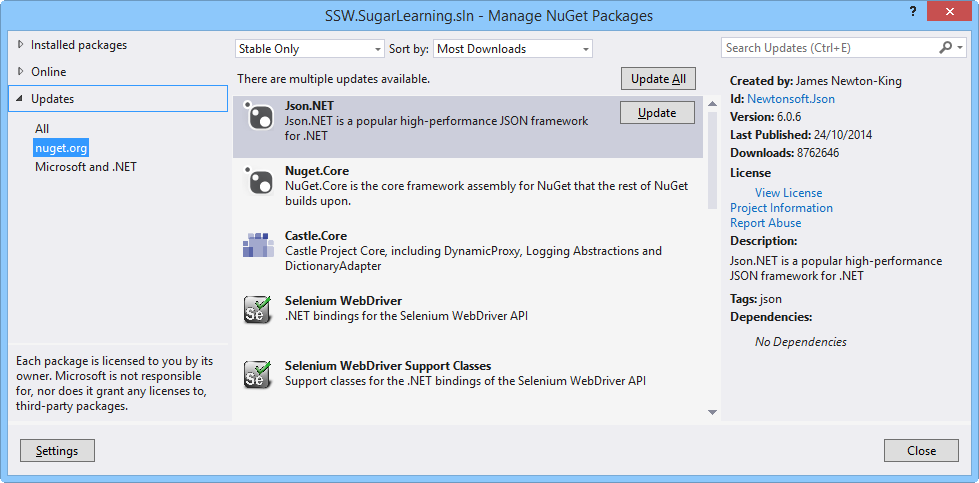 SSW.SugarLearning.sln - Manage NuGet Packages
?
Installed packages
Online
Updates
All
nuget.org
Microsoft and .NET
Each package is licensed to you by its
owner. Microsoft is not responsible
for, nor does it grant any licenses to,
third-party packages.
Stable Only
Sort by:
Most Downloads
There are multiple updates available.
Update All
Json.NET
Json.NET is a popular high-performance JSON framework
for .NET
Update
Nuget.Core
NuGet.Core is the core framework assembly for NuGet that the rest of NuGet
builds upon.
Castle.Core
Castle Project Core, including DynamicProxy, Logging Abstractions and
DictionaryAdapter
Se
Selenium WebDriver
.NET bindings for the Selenium WebDriver API
Se
Selenium WebDriver Support Classes
Support classes for the .NET bindings of the Selenium WebDriver API
Search Updates (Ctrl+E)
Created by: James Newton-King
Id: Newtonsoft.Json
Version: 6.0.6
Last Published: 24/10/2014
Downloads: 8762646
License
View License
Project Information
Report Abuse
Description:
Json.NET is a popular high-performance
JSON framework for .NET
Tags: json
Dependencies:
No Dependencies
Settings
Close